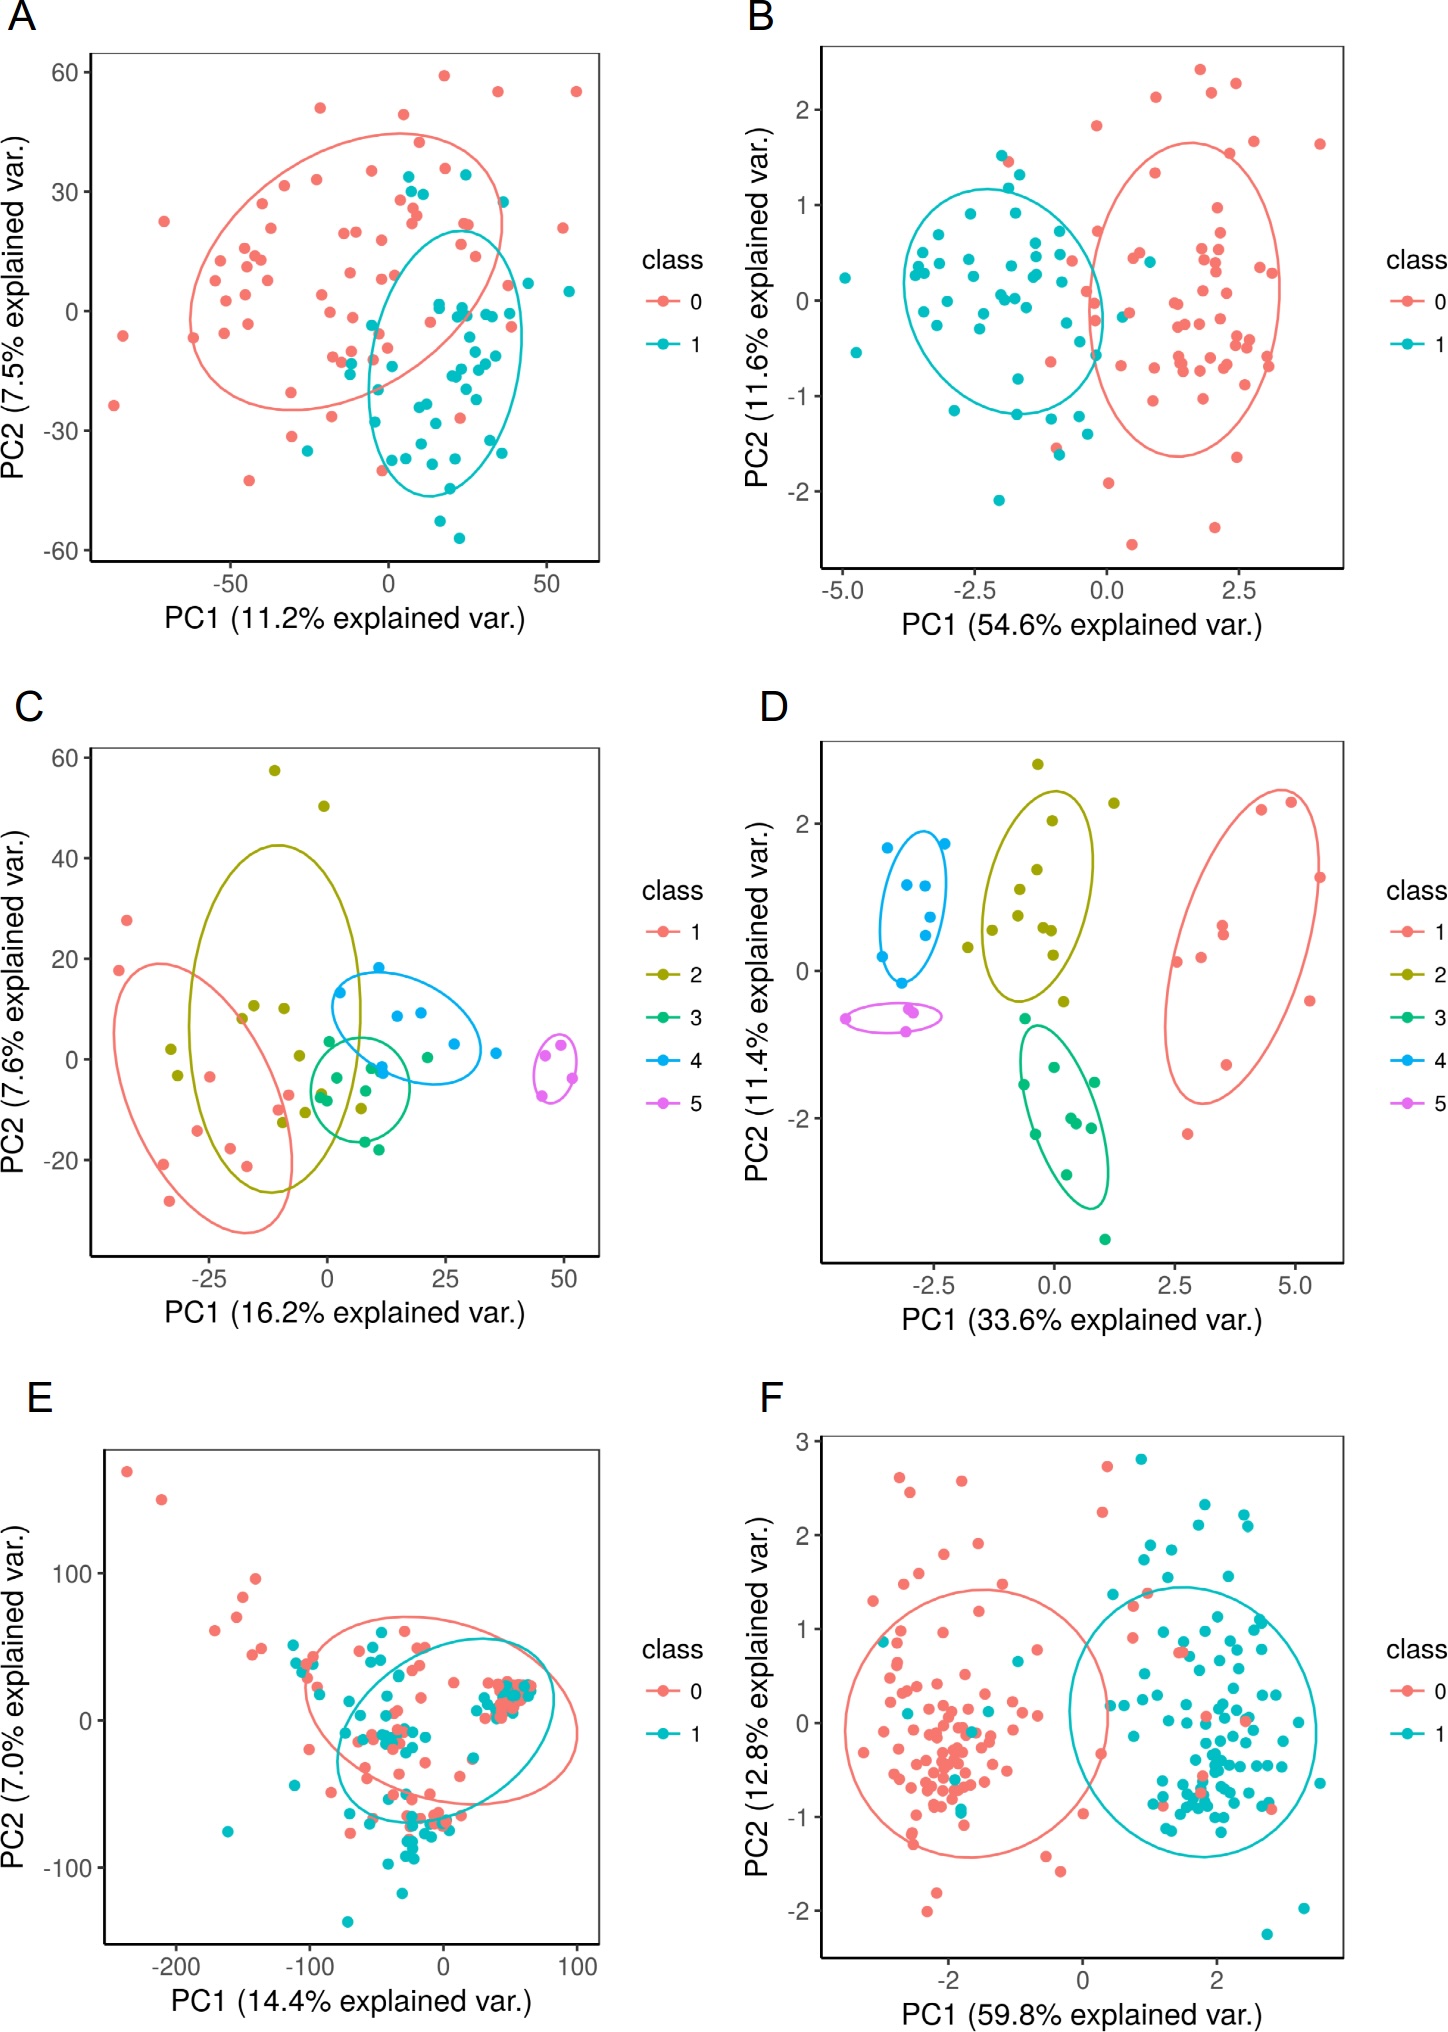 A
60
30
0
-30
-60
-50
0
50
PC1 (11.2% explained var.)
PC2 (7.5% explained var.)
class
0
1
B
2
1
0
-1
-2
-5.0
-2.5
0.0
2.5
PC1 (54.6% explained var.)
PC2 (11.6% explained var.)
class
0
1
C
60
40
20
0
-20
-25
0
25
50
PC1 (16.2% explained var.)
PC2 (7.6% explained var.)
class
1
2
3
4
5
D
2
0
-2
-2.5
0.0
2.5
5.0
PC1 (33.6% explained var.)
PC2 (11.4% explained var.)
class
1
2
3
4
5
E
100
0
-100
-200
-100
0
100
PC1 (14.4% explained var.)
PC2 (7.0% explained var.)
class
0
1
F
3
2
1
0
-1
-2
-2
0
2
PC1 (59.8% explained var.)
PC2 (12.8% explained var.)
class
0
1